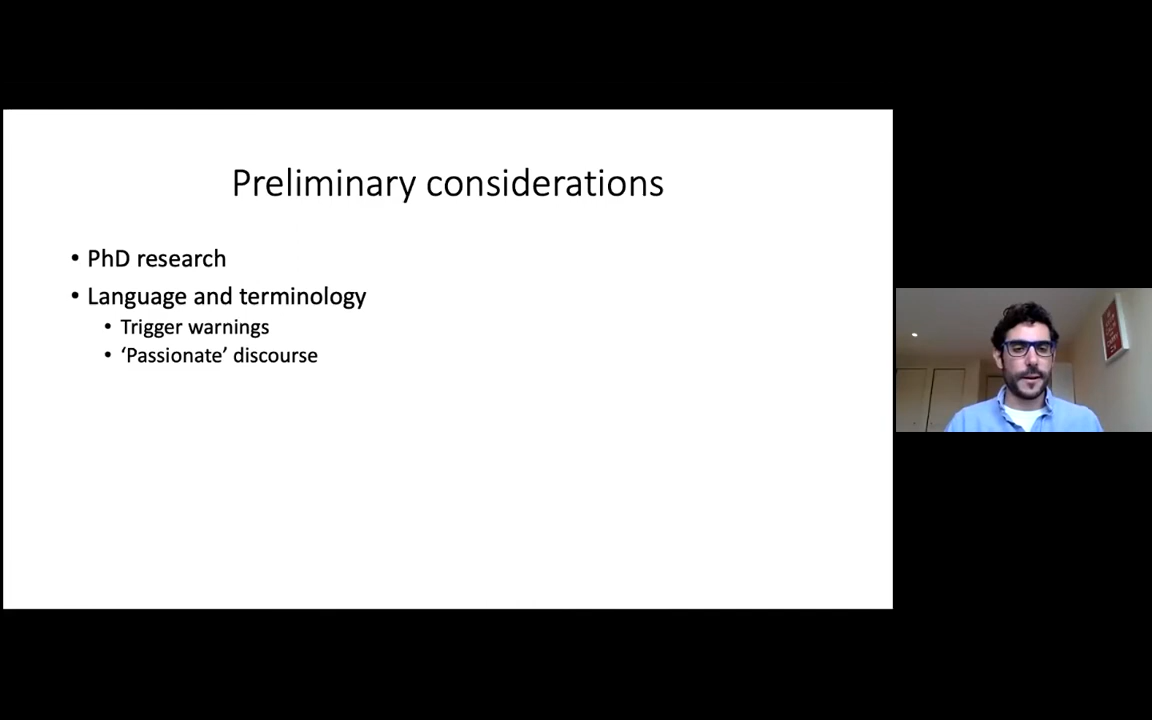 Preliminary considerations
• PhD research
• Language and terminology
• Trigger warnings
• ‘Passionate’ discourse